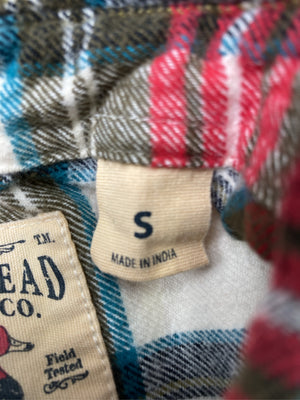 S
MADE IN INDIA
TM.
EAD
CO.
Field
Tested